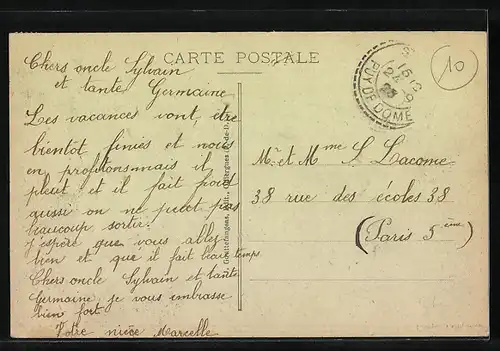 CARTE POSTALE
Chers oncle Sylvain
et tante Germaine
Les vacances vont être
bientôt finies et nous
en profitons mais il
pleut et il fait froid
aussi on ne peut pas
beaucoup sortir.
J'espère que vous allez
bien et que il fait beau temps
Chers oncle Sylvain et tante
Germaine je vous embrasse
bien fort
Votre nièce Marcelle
PUY DE DOME
10
Mr et Mme S. Lacome
38 rue des écoles 38
(Paris 5ème)